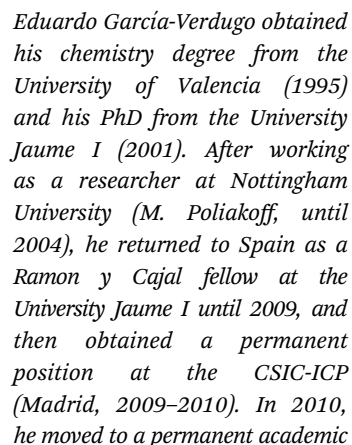 Eduardo García-Verdugo obtained
his chemistry degree from the
University of Valencia (1995)
and his PhD from the University
Jaume I (2001). After working
as a researcher at Nottingham
University (M. Poliakoff, until
2004), he returned to Spain as a
Ramon y Cajal fellow at the
University Jaume I until 2009, and
then obtained a permanent
position at the CSIC-ICP
(Madrid, 2009–2010). In 2010,
he moved to a permanent academic